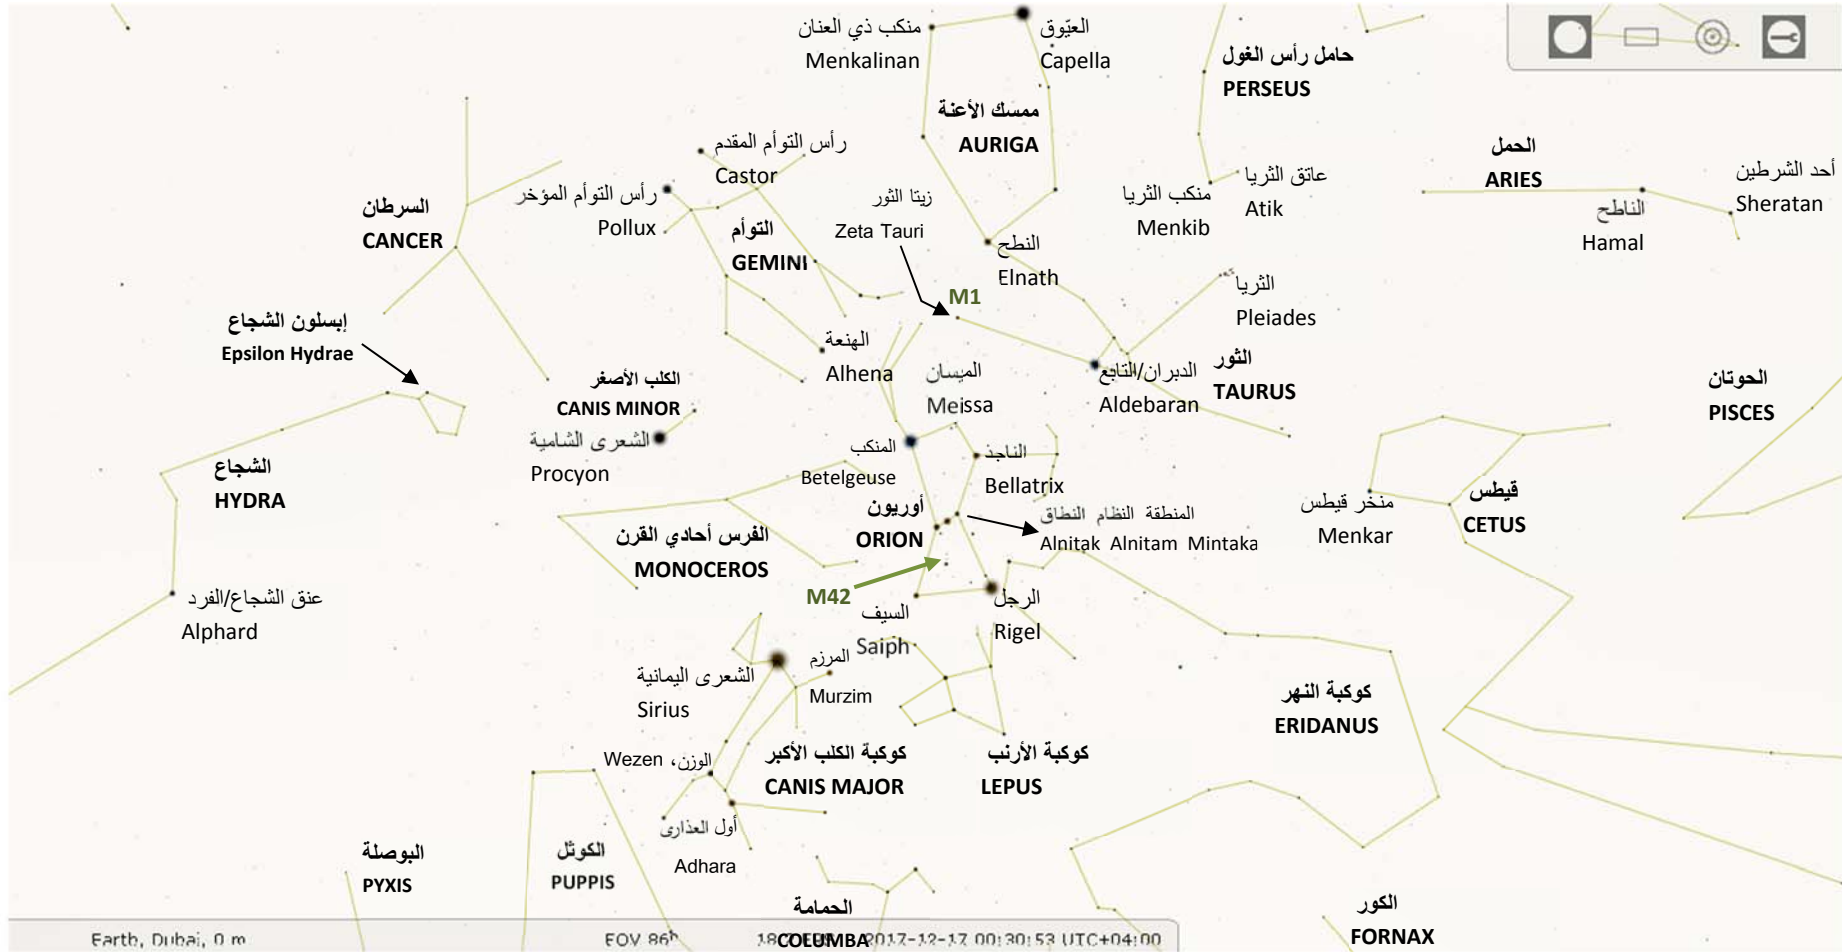 منكب ذي العنان
Menkalinan
العيّوق
Capella
حامل رأس الغول
PERSEUS
ممسك الأعنة
AURIGA
رأس التوأم المقدم
Castor
رأس التوأم المؤخر
Pollux
السرطان
CANCER
التوأم
GEMINI
زيتا الثور
Zeta Tauri
منكب الثريا
Menkib
عاتق الثريا
Atik
الحمل
ARIES
أحد الشرطين
Sheratan
الناطح
Hamal
النطح
Elnath
M1
الثريا
Pleiades
إبسلون الشجاع
Epsilon Hydrae
الهنعة
Alhena
الميسان
Meissa
الدبران/التابع
Aldebaran
الثور
TAURUS
الحوتان
PISCES
الكلب الأصغر
CANIS MINOR
الشعرى الشامية
Procyon
المنكب
Betelgeuse
الناجذ
Bellatrix
الشجاع
HYDRA
أوريون
ORION
المنطقة النظام النطاق
Alnitak Alnitam Mintaka
منخر قيطس
Menkar
قيطس
CETUS
الفرس أحادي القرن
MONOCEROS
M42
عنق الشجاع/الفرد
Alphard
السيف
Saiph
الرجل
Rigel
الشعرى اليمانية
Sirius
المرزم
Murzim
كوكبة النهر
ERIDANUS
الوزن، Wezen
كوكبة الكلب الأكبر
CANIS MAJOR
كوكبة الأرنب
LEPUS
أول العذارى
Adhara
البوصلة
PYXIS
الكوثل
PUPPIS
الحمامة
COLUMBA
الكور
FORNAX
Earth, Dubai, 0 m
FOV 86°
2017-12-17 00:30:53 UTC+04:00